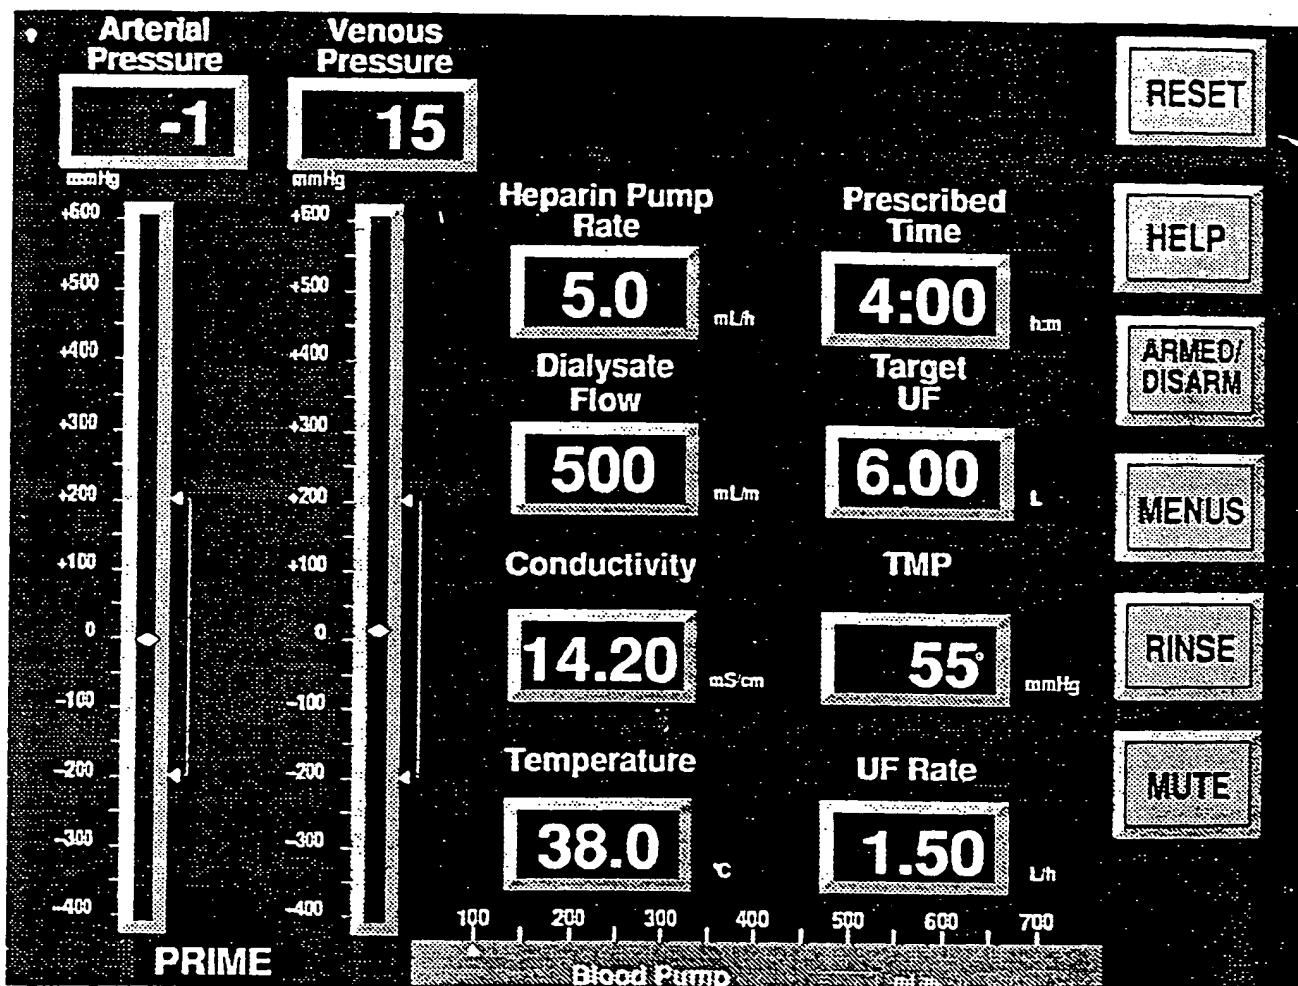 Arterial
Pressure
-1
mmHg
+600
+500
+400
+300
+200
+100
0
-100
-200
-300
-400
Venous
Pressure
15
mmHg
+600
+500
+400
+300
+200
+100
0
-100
-200
-300
-400
Heparin Pump
Rate
5.0
mL/h
Dialysate
Flow
500
mL/m
Conductivity
14.20
mS/cm
Temperature
38.0
°C
Prescribed
Time
4:00
h:m
Target
UF
6.00
L
TMP
55
mmHg
UF Rate
1.50
L/h
RESET
HELP
ARMED/
DISARM
MENUS
RINSE
MUTE
100 200 300 400 500 600 700
PRIME
Blood Pump